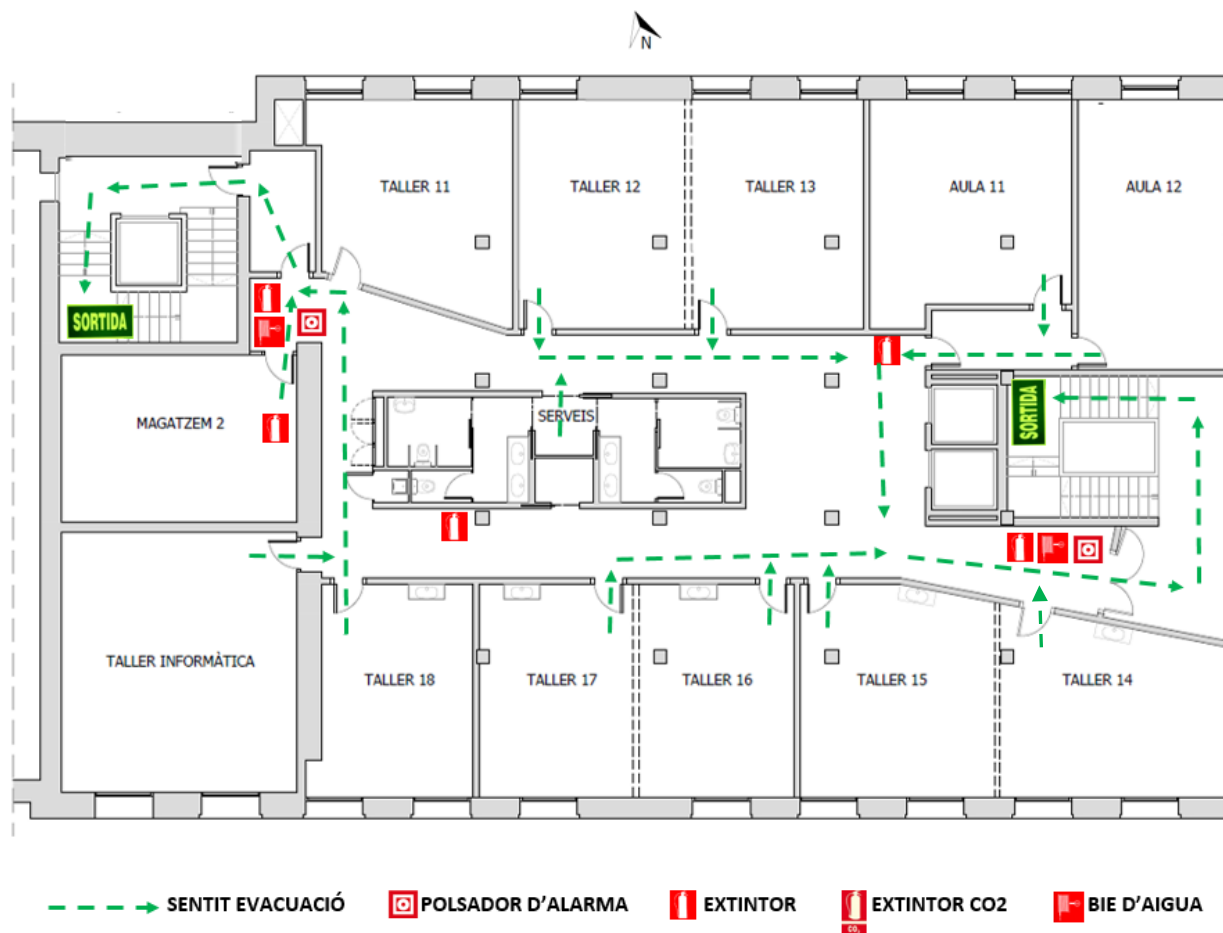 N
TALLER 11
TALLER 12
TALLER 13
AULA 11
AULA 12
SORTIDA
MAGATZEM 2
SERVEIS
SORTIDA
TALLER INFORMÀTICA
TALLER 18
TALLER 17
TALLER 16
TALLER 15
TALLER 14
SENTIT EVACUACIÓ
POLSADOR D'ALARMA
EXTINTOR
EXTINTOR CO2
BIE D'AIGUA
CO₂